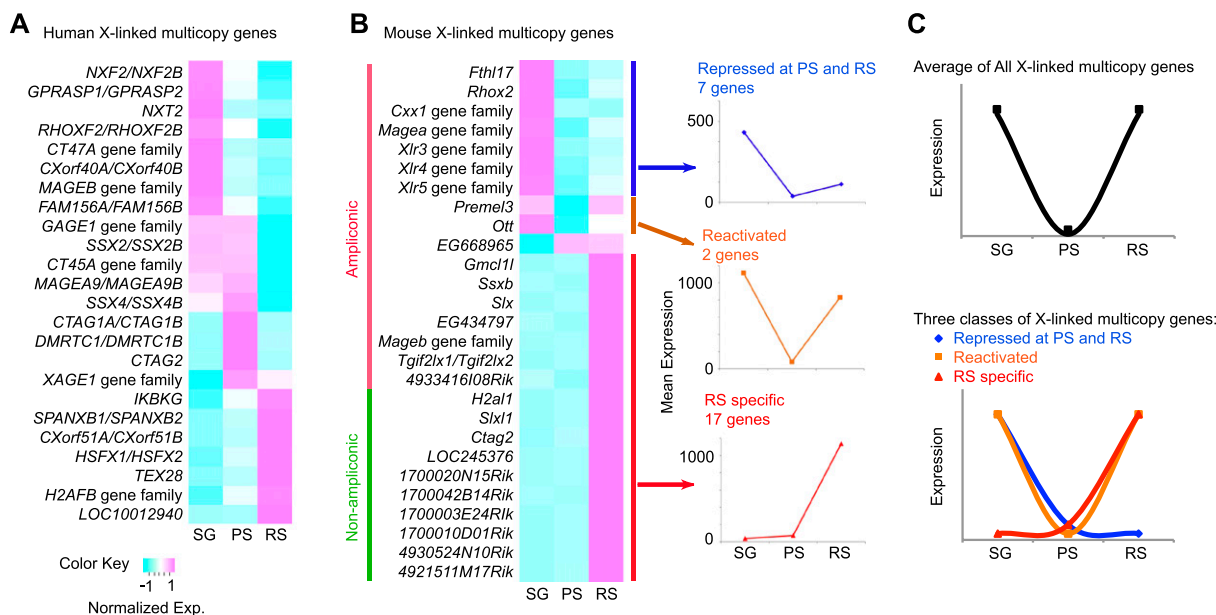 A
Human X-linked multicopy genes
NXF2/NXF2B
GPRASP1/GPRASP2
NXT2
RHOXF2/RHOXF2B
CT47A gene family
CXorf40A/CXorf40B
MAGEB gene family
FAM156A/FAM156B
GAGE1 gene family
SSX2/SSX2B
CT45A gene family
MAGEA9/MAGEA9B
SSX4/SSX4B
CTAG1A/CTAG1B
DMRTC1/DMRTC1B
CTAG2
XAGE1 gene family
IKBKG
SPANXB1/SPANXB2
CXorf51A/CXorf51B
HSFX1/HSFX2
TEX28
H2AFB gene family
LOC10012940
SG PS RS
Color Key
-1 1
Normalized Exp.
B
Mouse X-linked multicopy genes
Ampliconic
Non-ampliconic
Fthl17
Rhox2
Cxx1 gene family
Magea gene family
Xlr3 gene family
Xlr4 gene family
Xlr5 gene family
Premel3
Ott
EG668965
Gmcl1l
Ssxb
Slx
EG434797
Mageb gene family
Tgif2lx1/Tgif2lx2
4933416I08Rik
H2al1
Slxl1
Ctag2
LOC245376
1700020N15Rik
1700042B14Rik
1700003E24RIk
1700010D01Rik
4930524N10Rik
4921511M17Rik
SG PS RS
Mean Expression
Repressed at PS and RS
7 genes
500
0
Reactivated
2 genes
1000
0
RS specific
17 genes
1000
0
SG PS RS
C
Average of All X-linked multicopy genes
Expression
SG PS RS
Three classes of X-linked multicopy genes:
Repressed at PS and RS
Reactivated
RS specific
Expression
SG PS RS